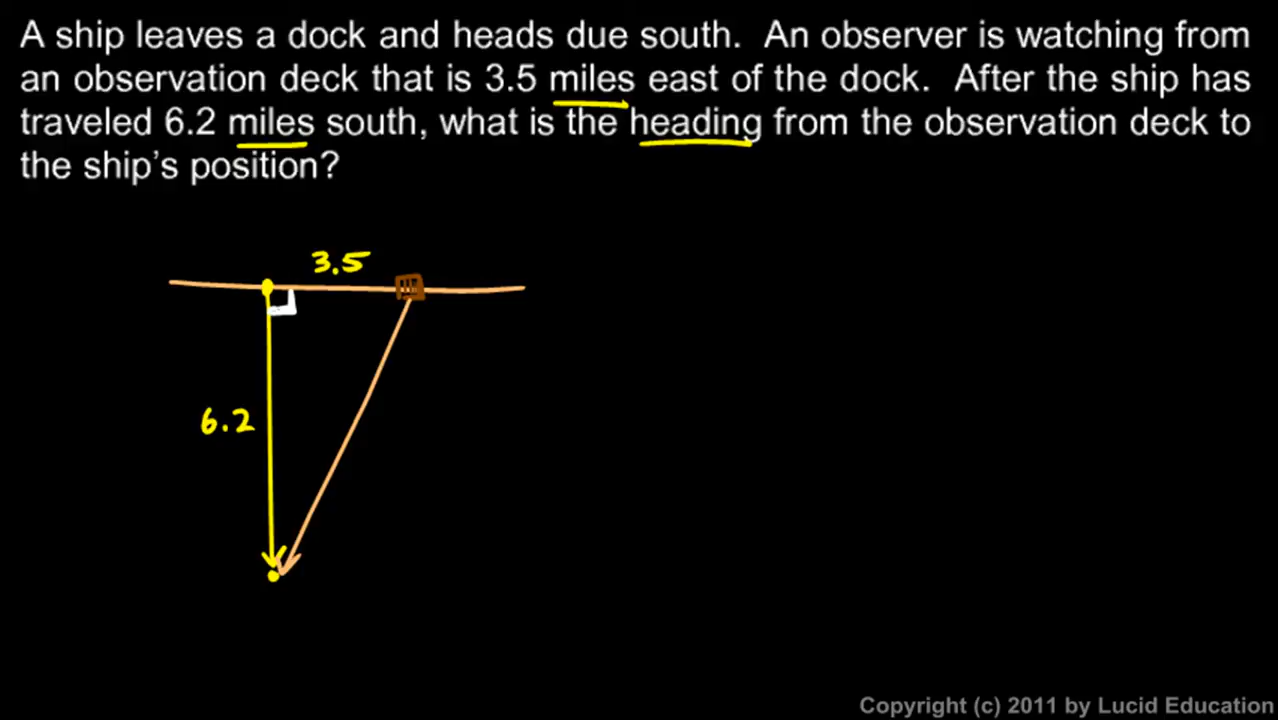 A ship leaves a dock and heads due south. An observer is watching from
an observation deck that is 3.5 miles east of the dock. After the ship has
traveled 6.2 miles south, what is the heading from the observation deck to
the ship's position?
3.5
6.2
Copyright (c) 2011 by Lucid Education